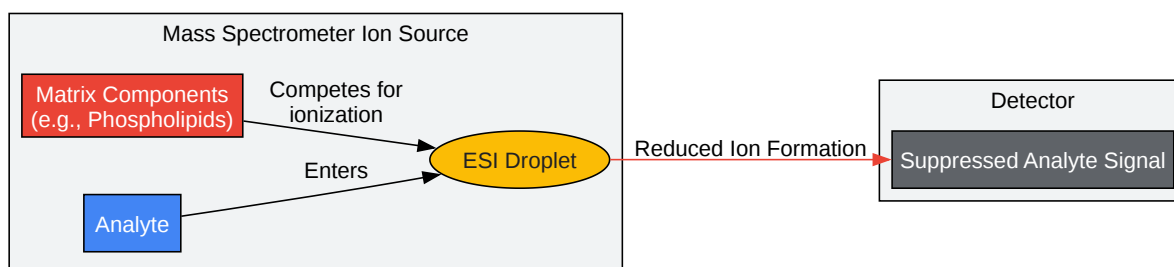 Mass Spectrometer Ion Source
Matrix Components
(e.g., Phospholipids)
Competes for
ionization
Enters
Analyte
ESI Droplet
Reduced Ion Formation
Detector
Suppressed Analyte Signal